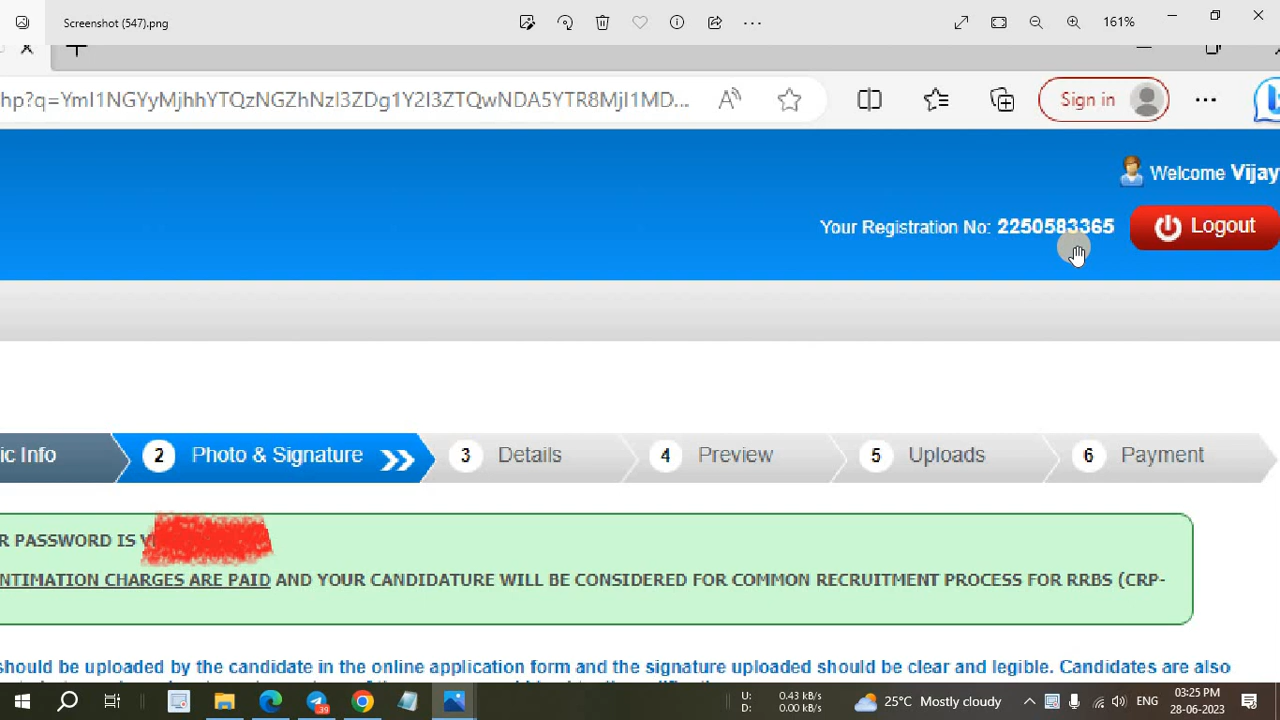 Screenshot (547).png
161%
hp?q=YmI1NGYyMjhhYTQzNGZhNzI3ZDg1Y2I3ZTQwNDA5YTR8MjI1MD...
Sign in
Welcome Vijay
Your Registration No: 2250583365
Logout
ic Info
2 Photo & Signature
3 Details
4 Preview
5 Uploads
6 Payment
R PASSWORD IS
NTIMATION CHARGES ARE PAID AND YOUR CANDIDATURE WILL BE CONSIDERED FOR COMMON RECRUITMENT PROCESS FOR RRBS (CRP-
should be uploaded by the candidate in the online application form and the signature uploaded should be clear and legible. Candidates are also
39
U: 0.43 kB/s
D: 0.00 kB/s
25°C Mostly cloudy
ENG
03:25 PM
28-06-2023